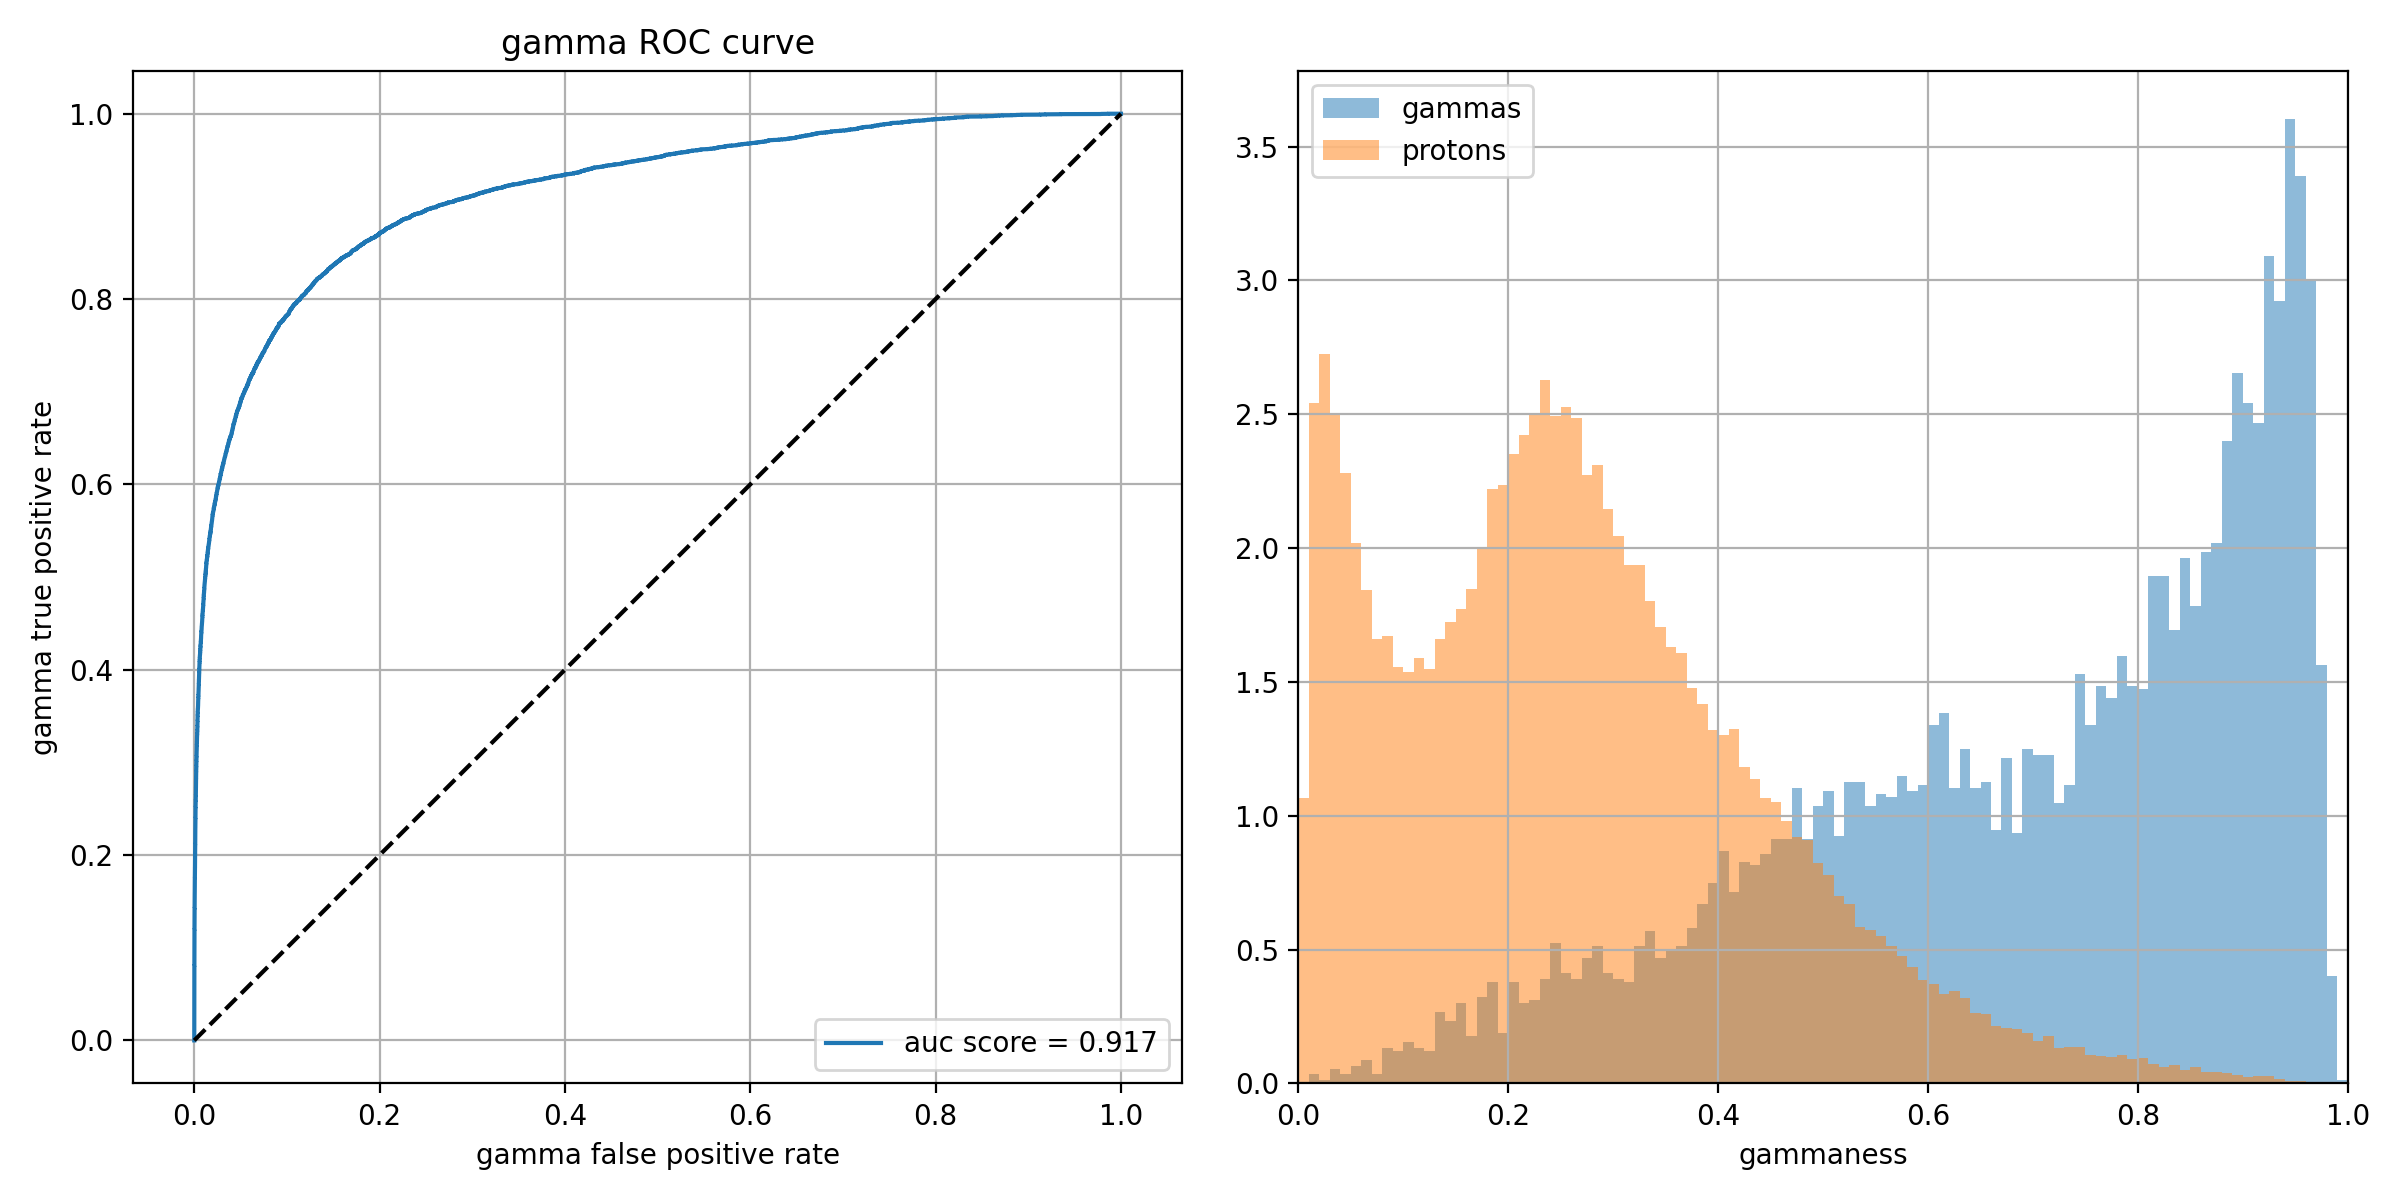 gamma ROC curve
gamma true positive rate
1.0
0.8
0.6
0.4
0.2
0.0
auc score = 0.917
0.0 0.2 0.4 0.6 0.8 1.0
gamma false positive rate
gammas
protons
3.5
3.0
2.5
2.0
1.5
1.0
0.5
0.0
0.0 0.2 0.4 0.6 0.8 1.0
gammaness